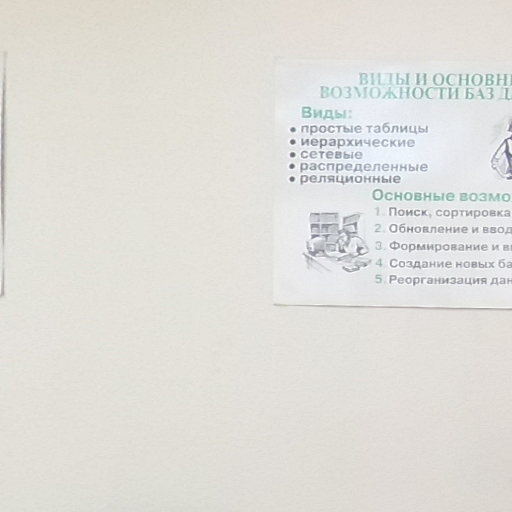 ВИДЫ И ОСНОВН
ВОЗМОЖНОСТИ БАЗ Д
Виды:
• простые таблицы
• иерархические
• сетевые
• распределенные
• реляционные
Основные возмо
1. Поиск, сортировка
2. Обновление и ввод
3. Формирование и в
4. Создание новых ба
5. Реорганизация дан